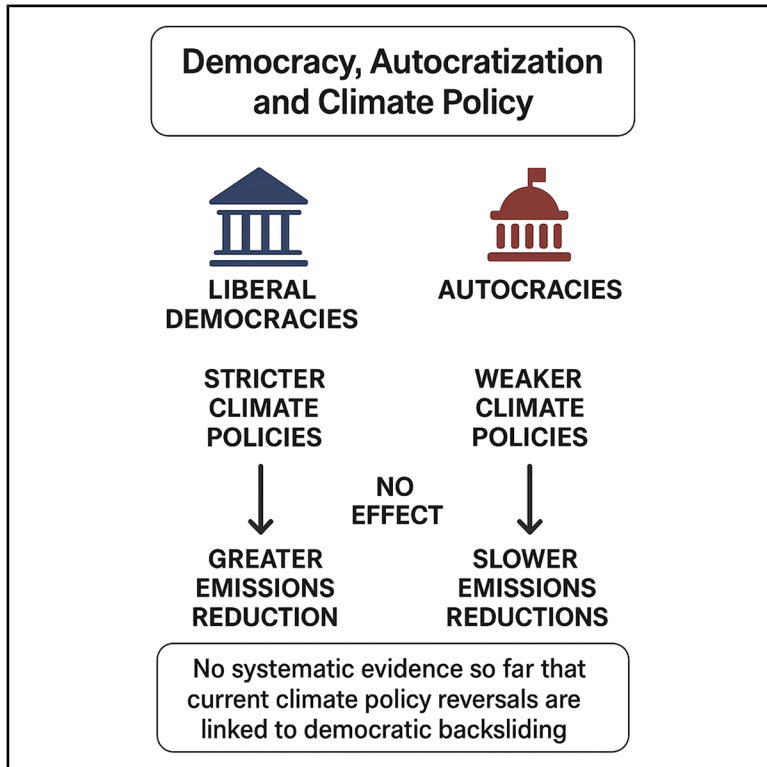 Democracy, Autocratization
and Climate Policy
LIBERAL
DEMOCRACIES
AUTOCRACIES
STRICTER
CLIMATE
POLICIES
WEAKER
CLIMATE
POLICIES
NO
EFFECT
GREATER
EMISSIONS
REDUCTION
SLOWER
EMISSIONS
REDUCTIONS
No systematic evidence so far that
current climate policy reversals are
linked to democratic backsliding